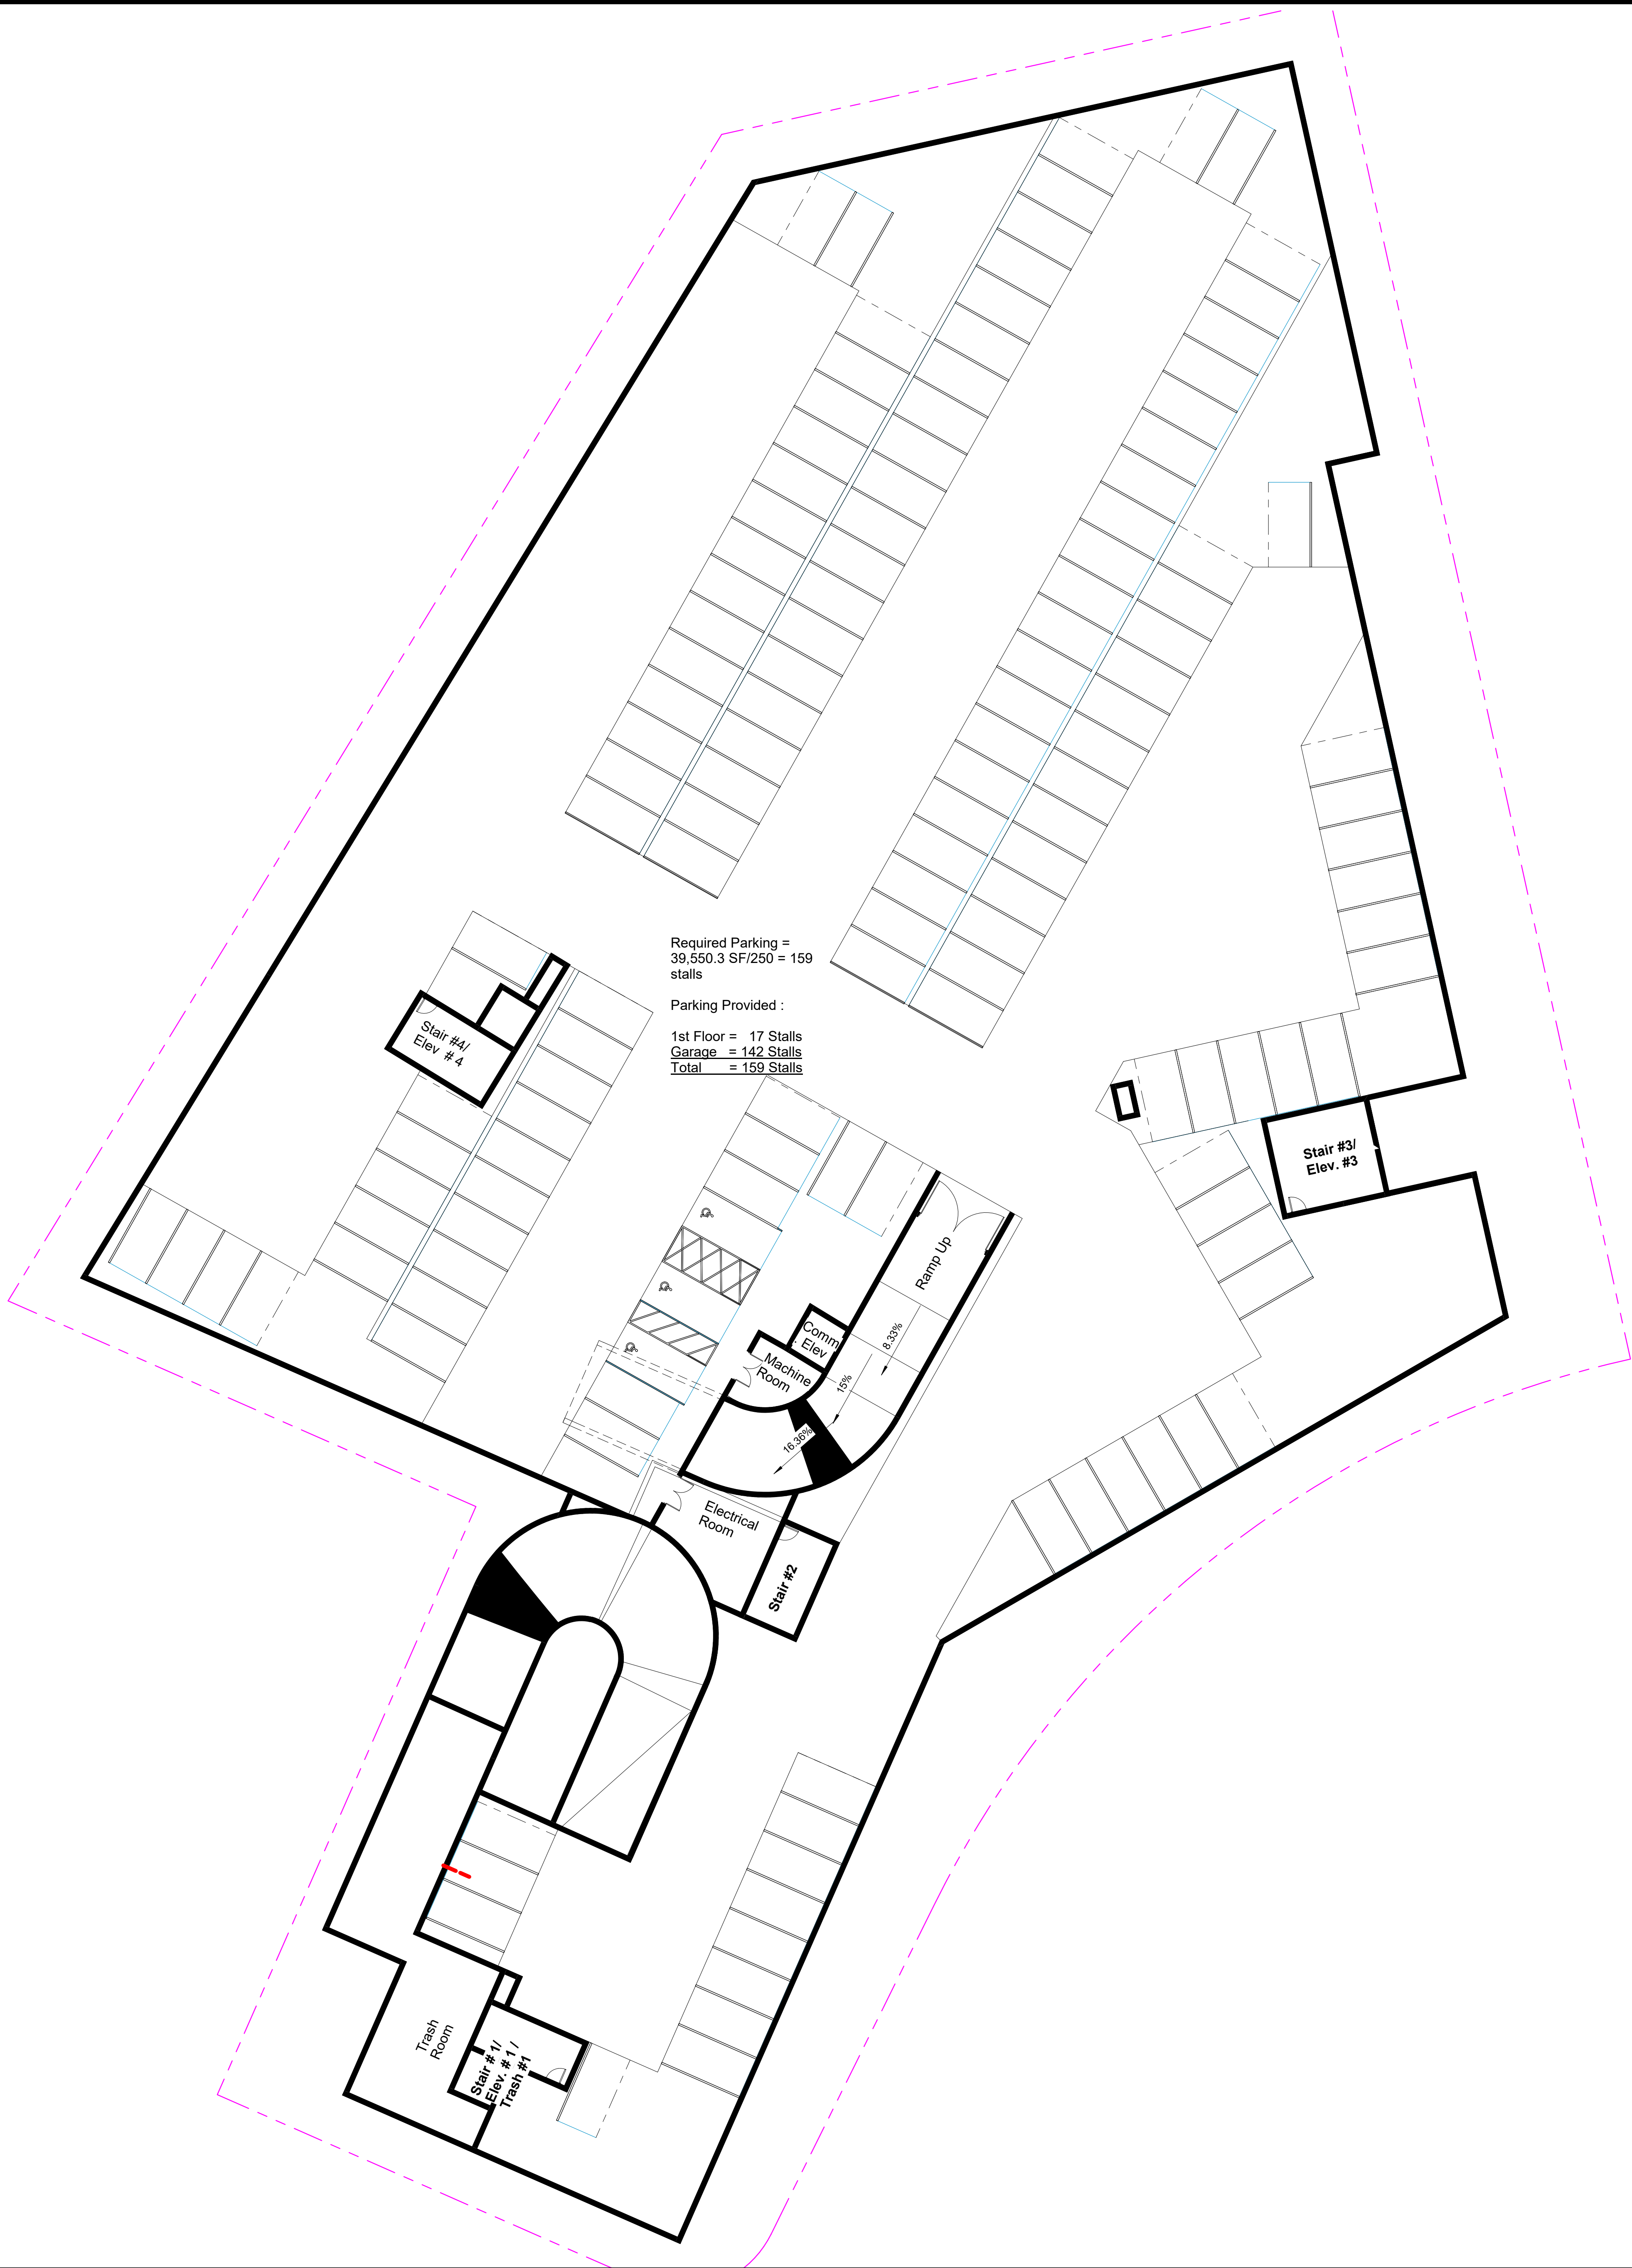 Required Parking =
39,550.3 SF/250 = 159
stalls
Parking Provided :
1st Floor = 17 Stalls
Garage = 142 Stalls
Total = 159 Stalls
Stair #4/
Elev # 4
Stair #3/
Elev. #3
Ramp Up
8.33%
15%
16.36%
Comm
Elev
Machine
Room
Electrical
Room
Stair #2
Trash
Room
Stair # 1/
Elev. # 1 /
Trash #1